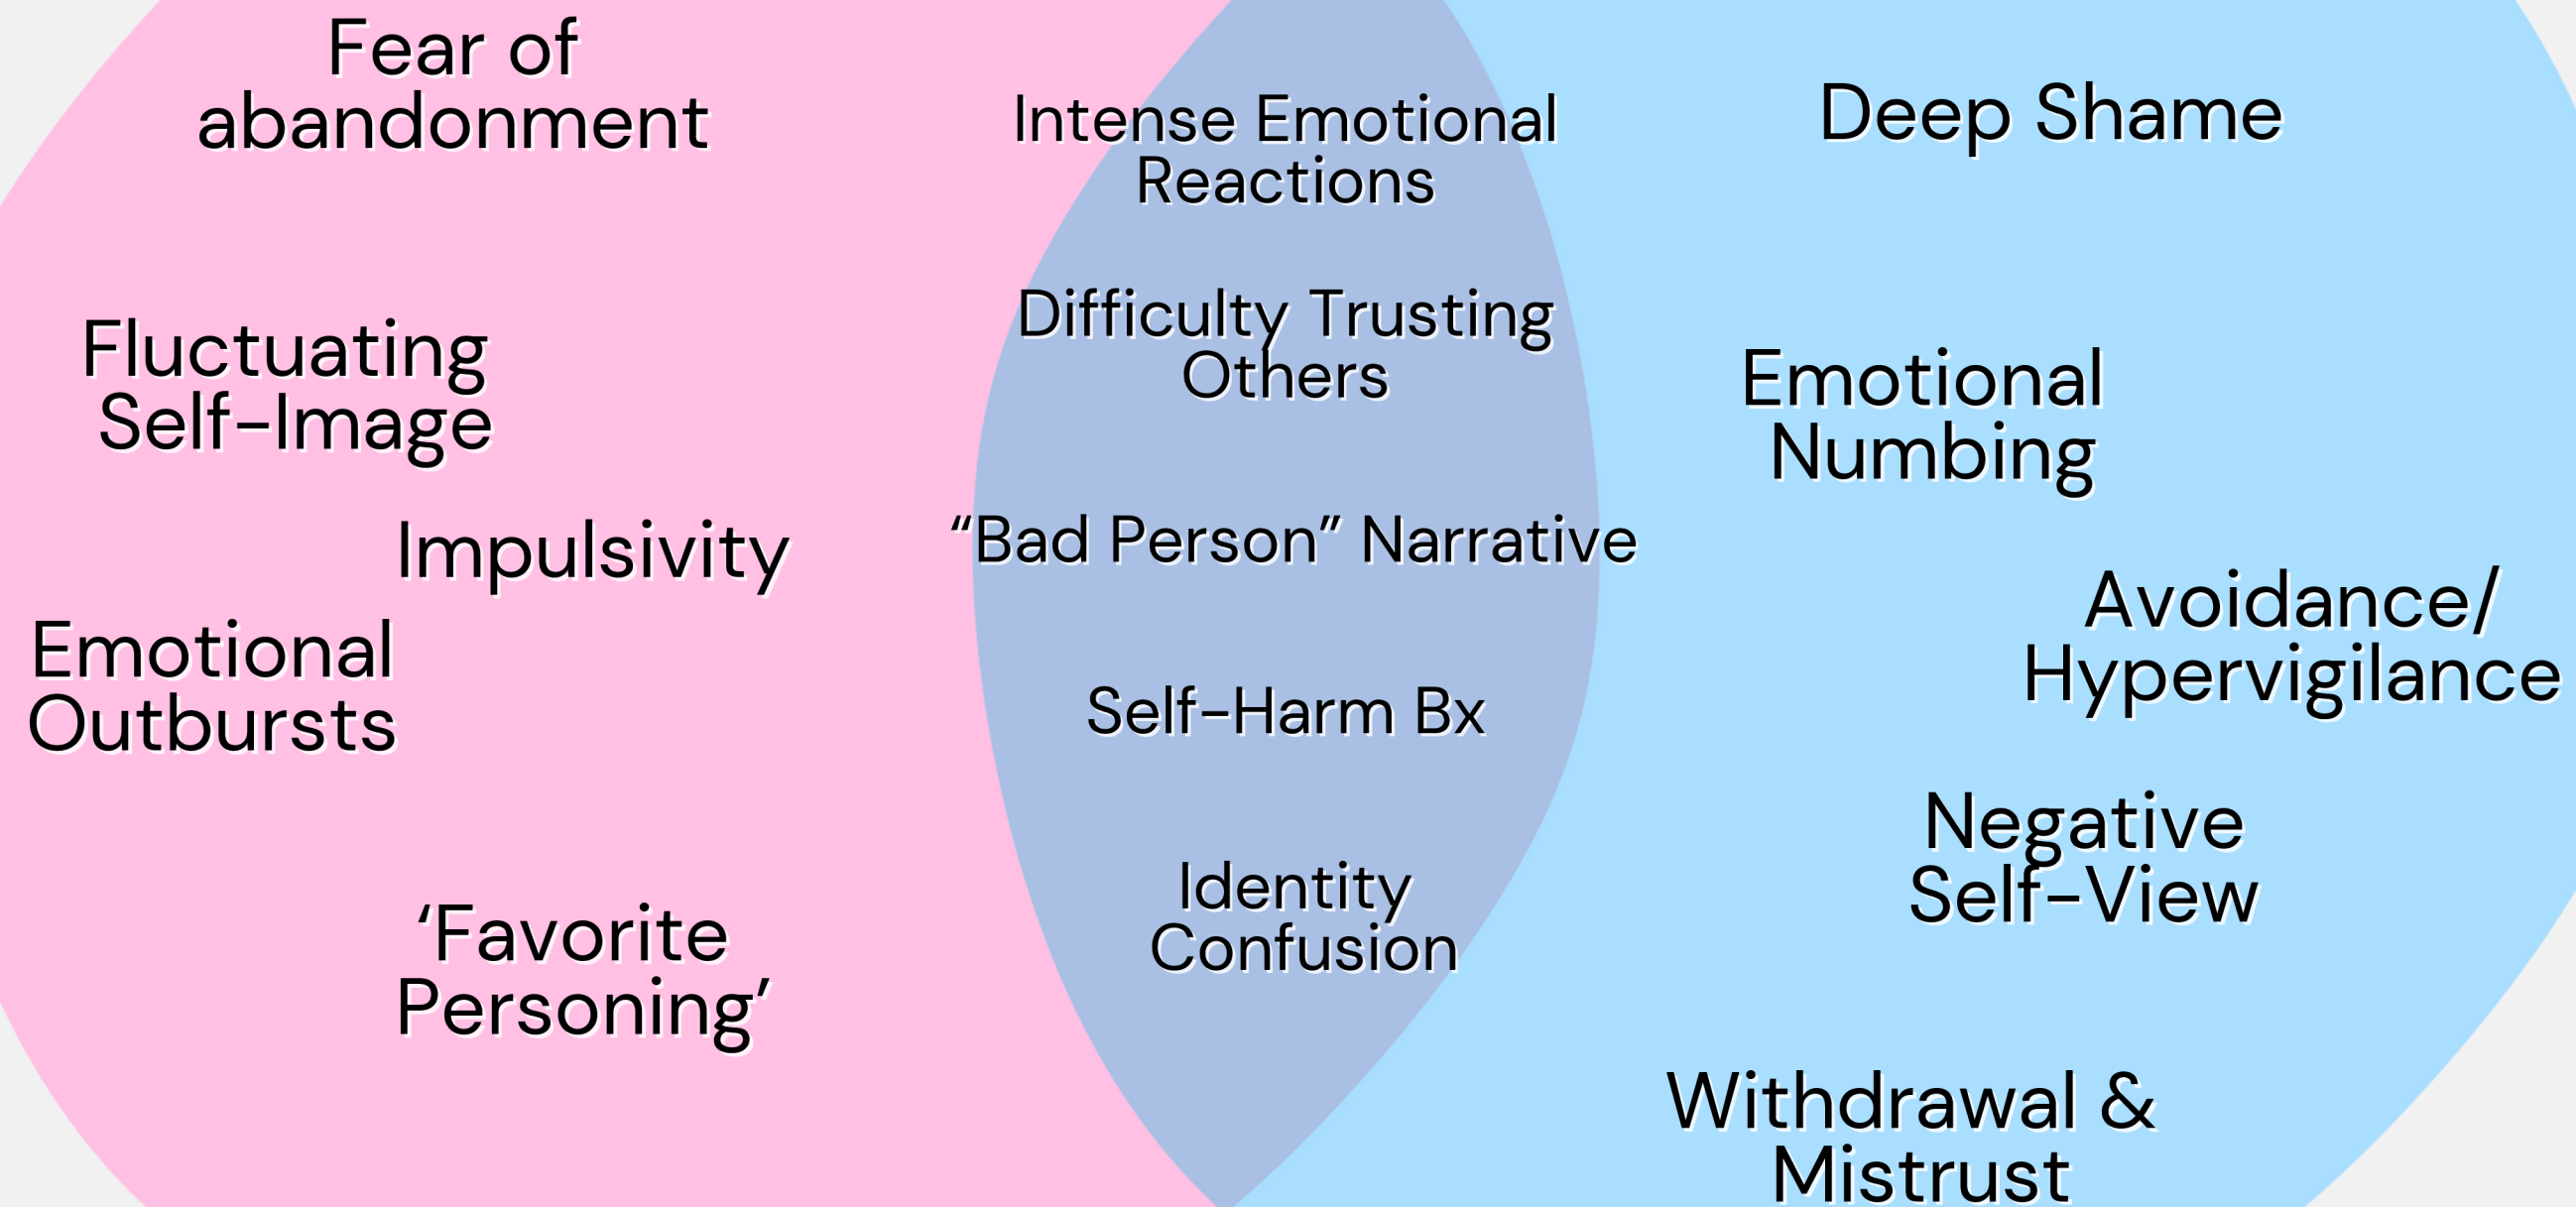 Fear of
abandonment
Fluctuating
Self-Image
Impulsivity
Emotional
Outbursts
‘Favorite
Personing’
Intense Emotional
Reactions
Difficulty Trusting
Others
“Bad Person” Narrative
Self-Harm Bx
Identity
Confusion
Deep Shame
Emotional
Numbing
Avoidance/
Hypervigilance
Negative
Self-View
Withdrawal &
Mistrust